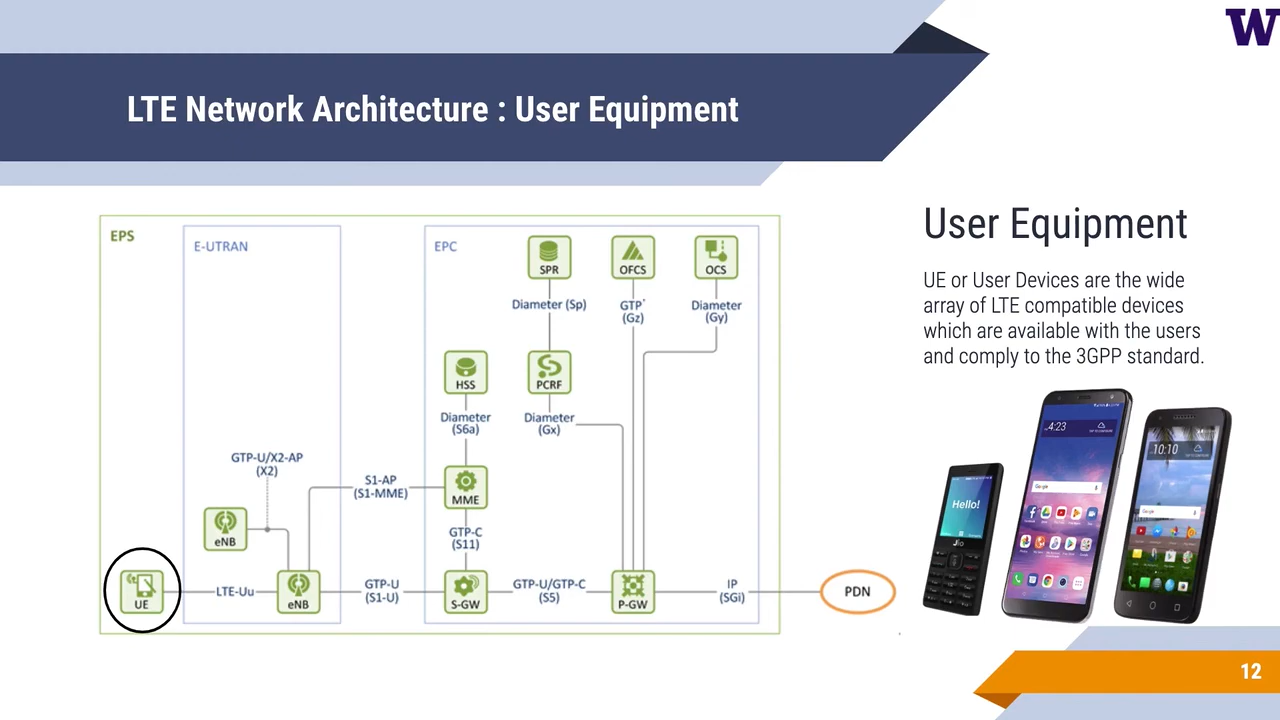 W
LTE Network Architecture : User Equipment
EPS
E-UTRAN
EPC
SPR
OFCS
OCS
Diameter (Sp)
GTP'
(Gz)
Diameter
(Gy)
HSS
PCRF
Diameter
(S6a)
Diameter
(Gx)
GTP-U/X2-AP
(X2)
S1-AP
(S1-MME)
MME
eNB
GTP-C
(S11)
UE
LTE-Uu
eNB
GTP-U
(S1-U)
S-GW
GTP-U/GTP-C
(S5)
P-GW
IP
(SGi)
PDN
User Equipment
UE or User Devices are the wide
array of LTE compatible devices
which are available with the users
and comply to the 3GPP standard.
Hello!
Jio
4:23
Google
10:10
Google
12